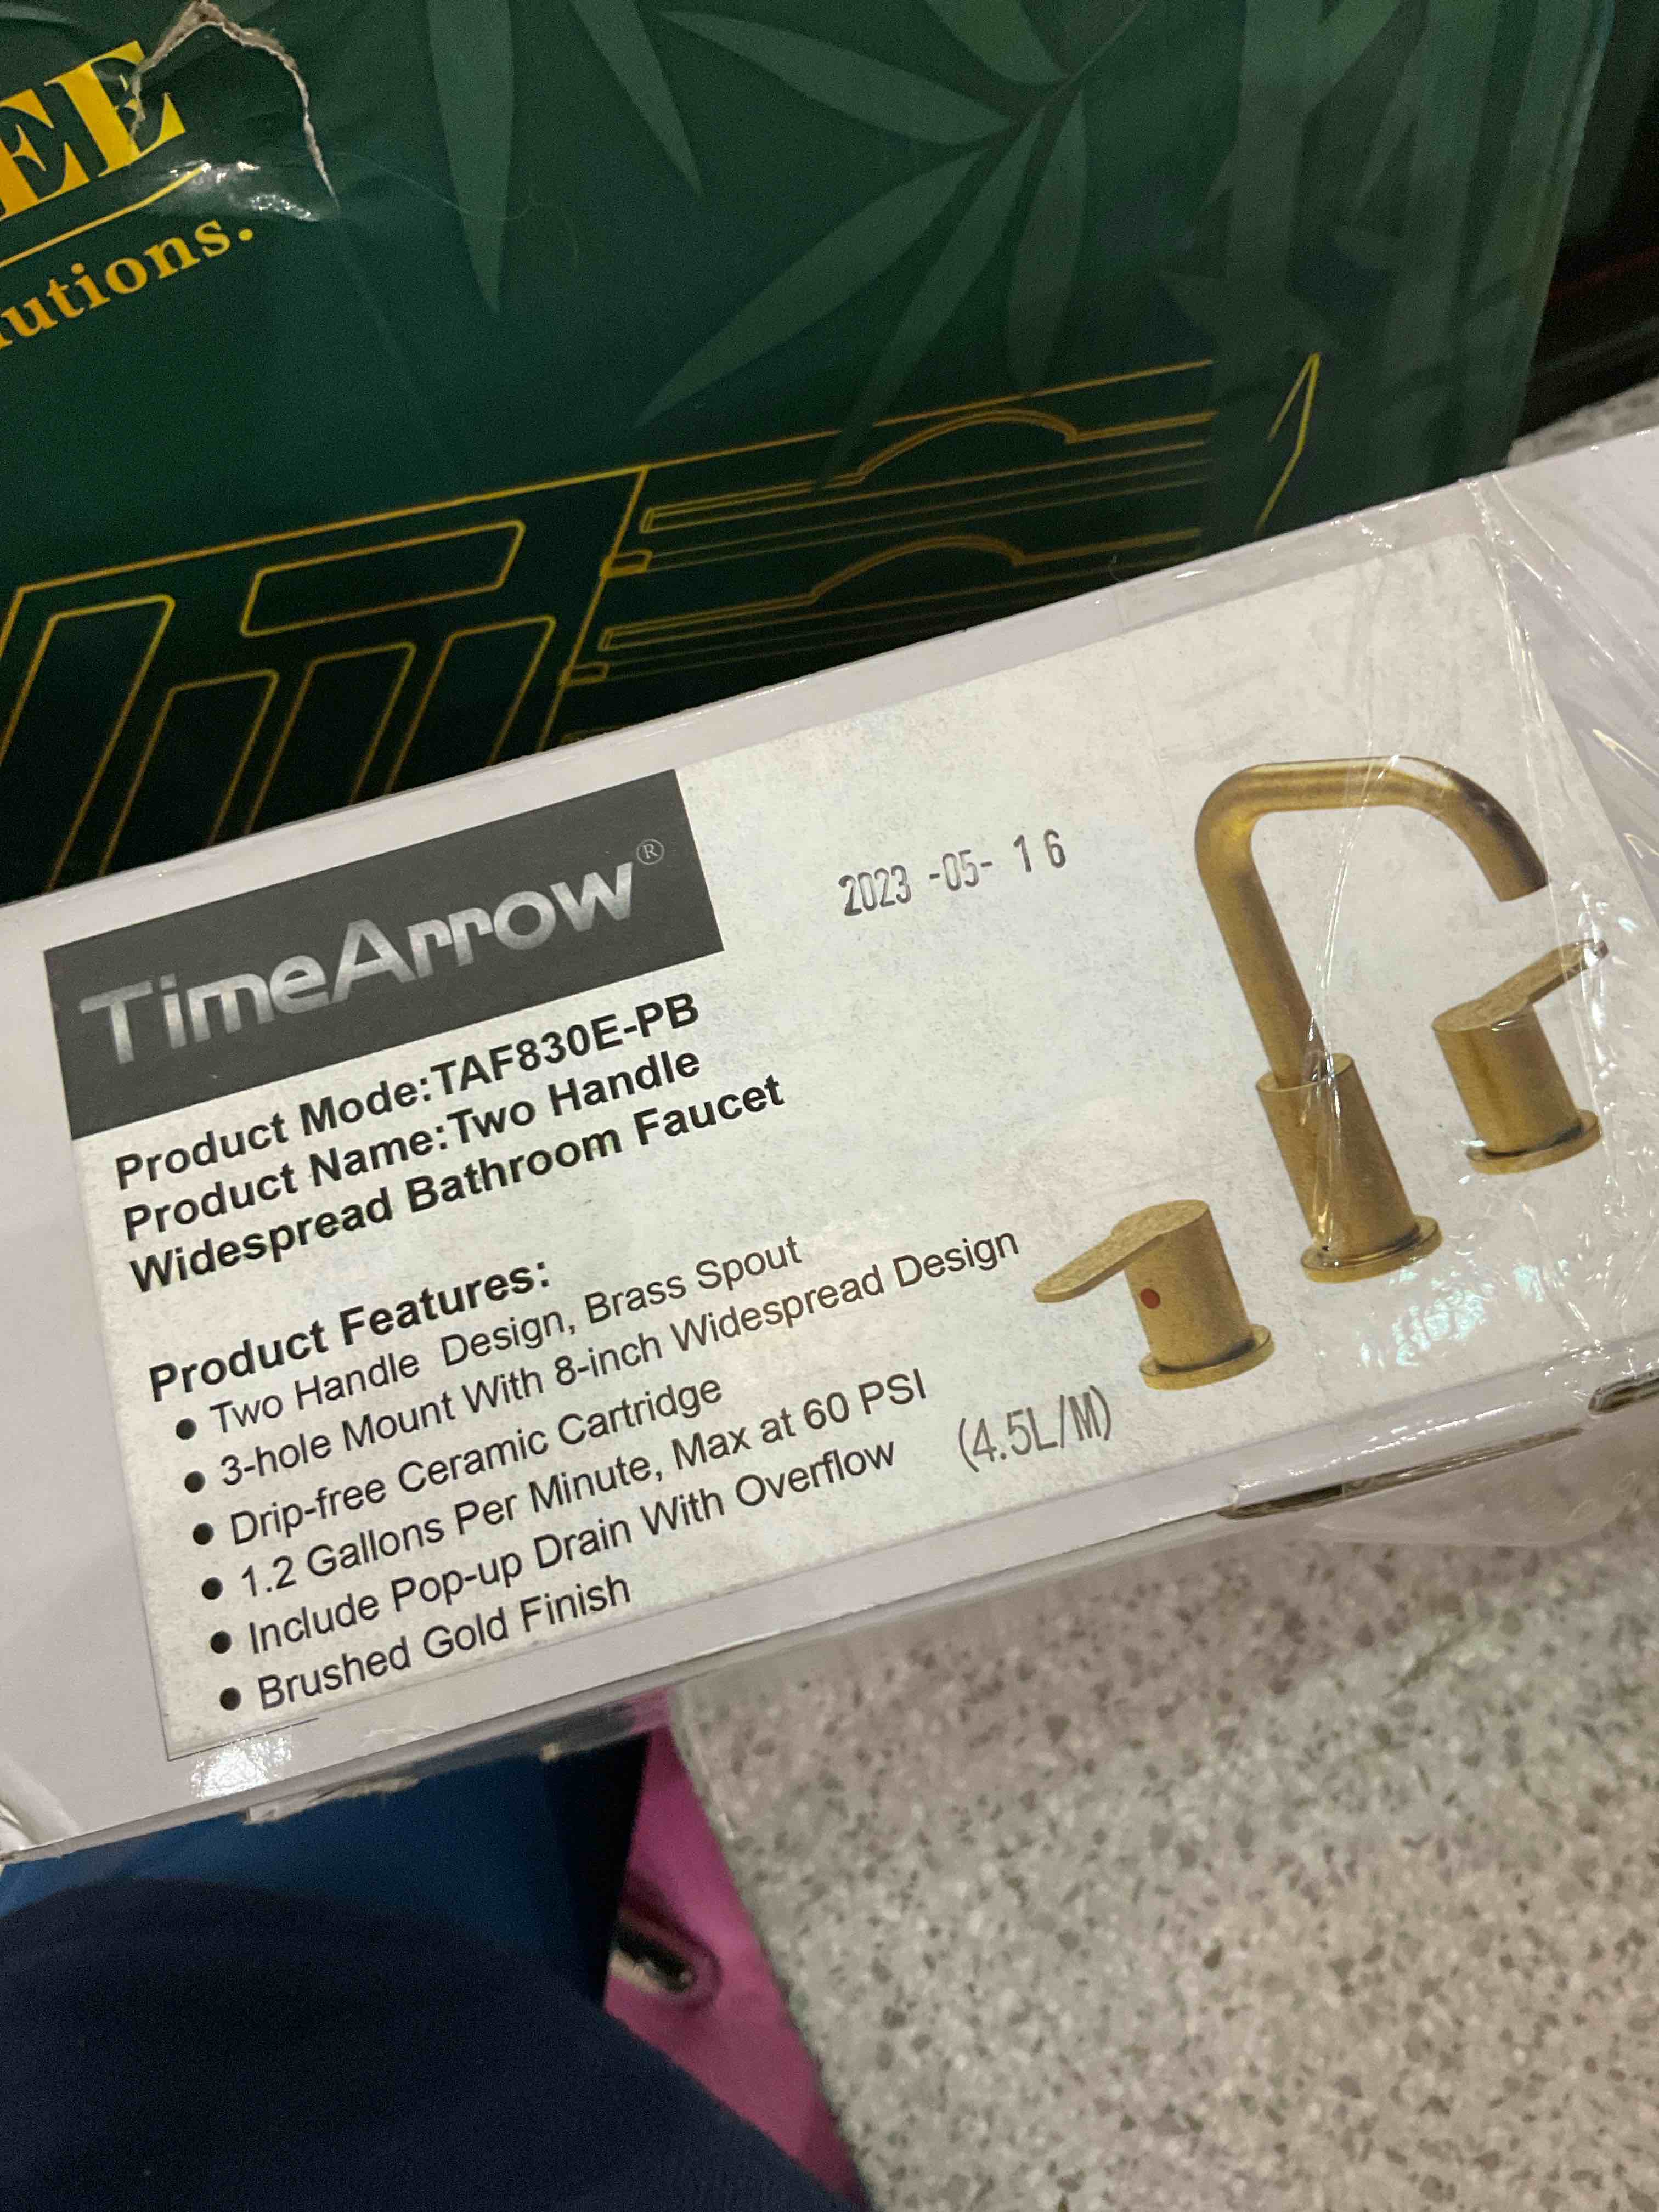 EE
utions.
TimeArrow®
2023 -05- 16
Product Mode:TAF830E-PB
Product Name:Two Handle
Widespread Bathroom Faucet
Product Features:
• Two Handle Design, Brass Spout
• 3-hole Mount With 8-inch Widespread Design
• Drip-free Ceramic Cartridge
• 1.2 Gallons Per Minute, Max at 60 PSI
• Include Pop-up Drain With Overflow (4.5L/M)
• Brushed Gold Finish